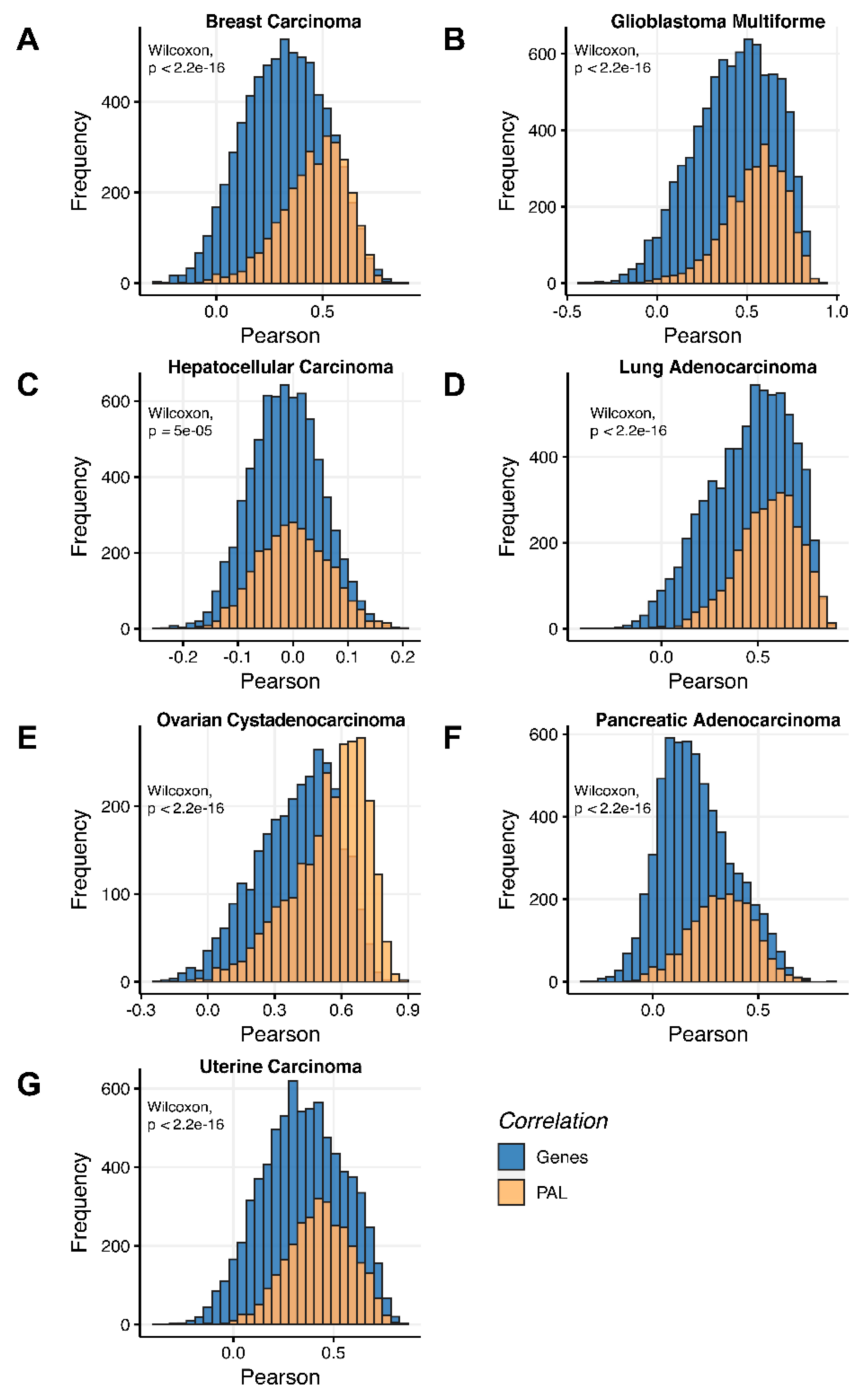 A
Breast Carcinoma
Wilcoxon,
p < 2.2e-16
Frequency
400
200
0
0.0 0.5
Pearson
B
Glioblastoma Multiforme
Wilcoxon,
p < 2.2e-16
Frequency
600
400
200
0
-0.5 0.0 0.5 1.0
Pearson
C
Hepatocellular Carcinoma
Wilcoxon,
p = 5e-05
Frequency
600
400
200
0
-0.2 -0.1 0.0 0.1 0.2
Pearson
D
Lung Adenocarcinoma
Wilcoxon,
p < 2.2e-16
Frequency
400
200
0
0.0 0.5
Pearson
E
Ovarian Cystadenocarcinoma
Wilcoxon,
p < 2.2e-16
Frequency
200
100
0
-0.3 0.0 0.3 0.6 0.9
Pearson
F
Pancreatic Adenocarcinoma
Wilcoxon,
p < 2.2e-16
Frequency
600
400
200
0
0.0 0.5
Pearson
G
Uterine Carcinoma
Wilcoxon,
p < 2.2e-16
Frequency
600
400
200
0
0.0 0.5
Pearson
Correlation
Genes
PAL